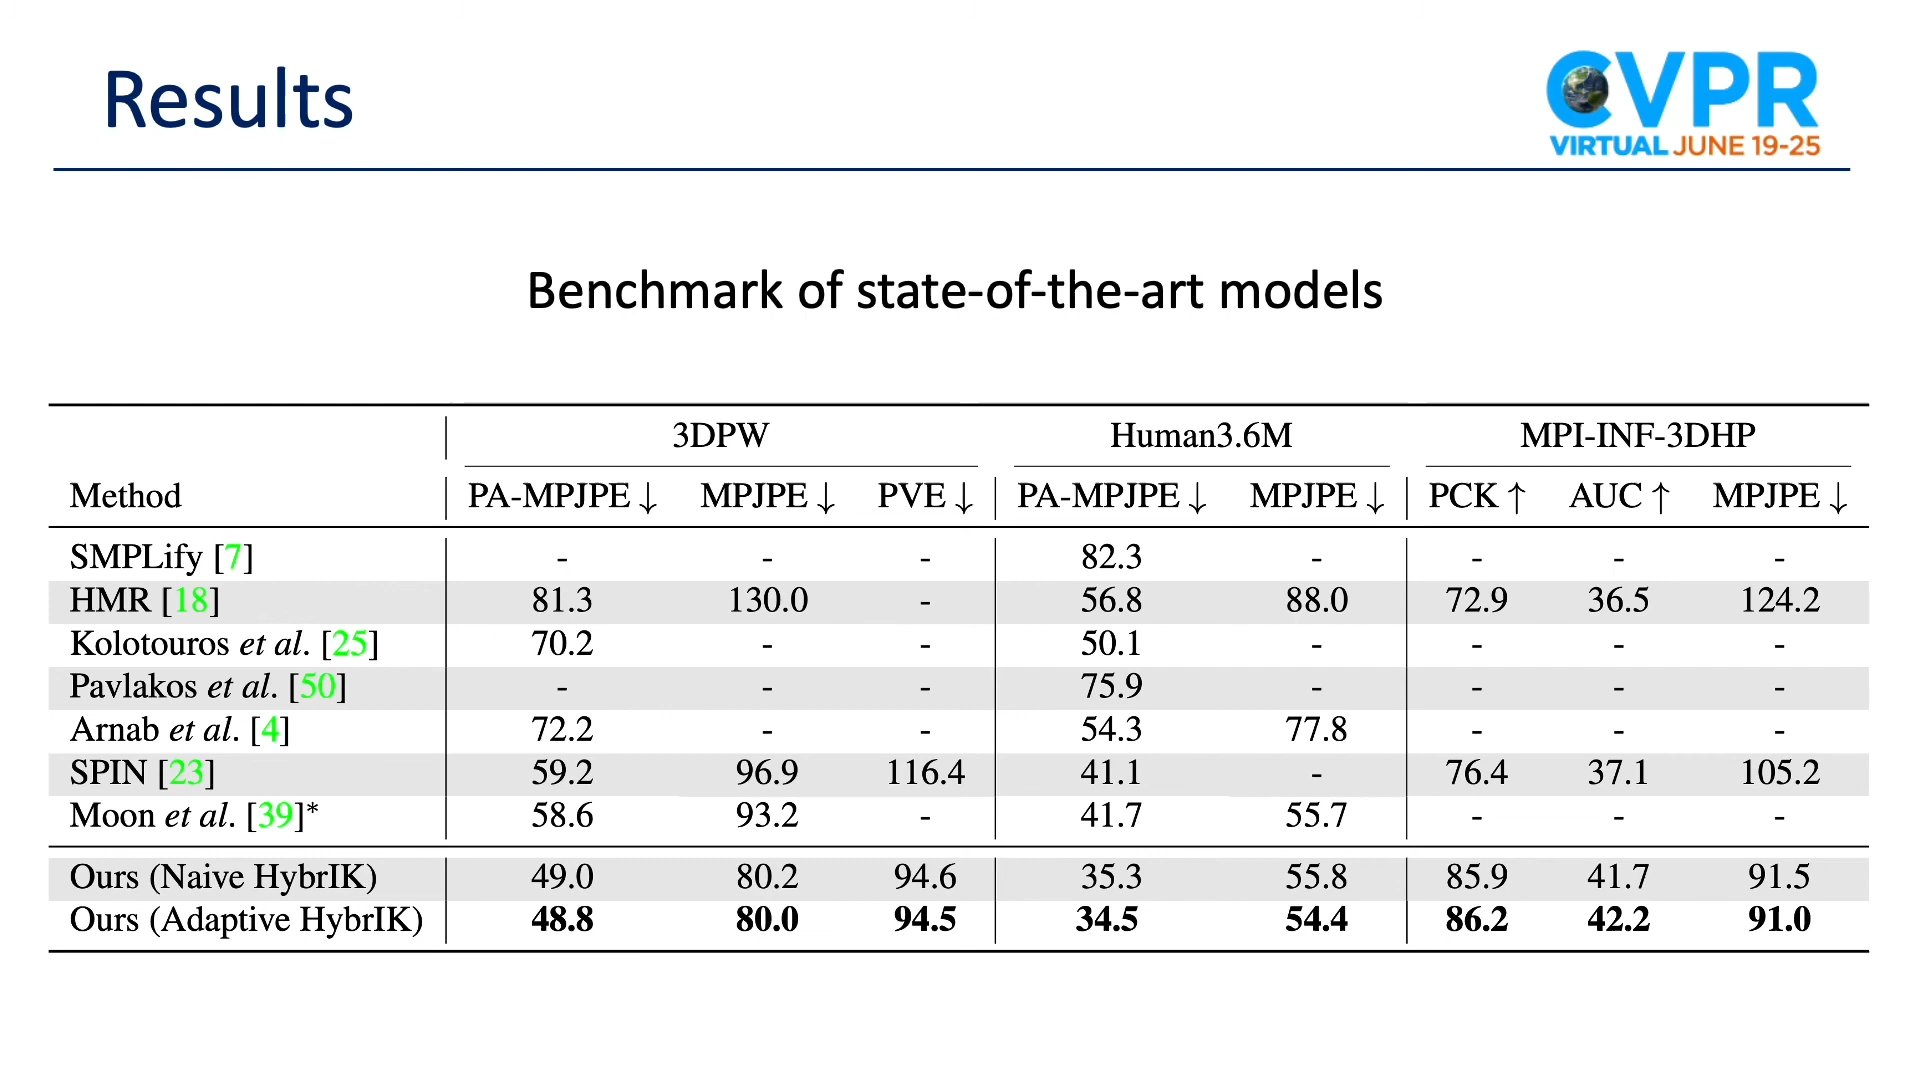 Results
CVPR
VIRTUAL JUNE 19-25
Benchmark of state-of-the-art models
3DPW Human3.6M MPI-INF-3DHP
Method PA-MPJPE ↓ MPJPE ↓ PVE ↓ PA-MPJPE ↓ MPJPE ↓ PCK ↑ AUC ↑ MPJPE ↓
SMPLify [7] - - - 82.3 - - - -
HMR [18] 81.3 130.0 - 56.8 88.0 72.9 36.5 124.2
Kolotouros et al. [25] 70.2 - - 50.1 - - - -
Pavlakos et al. [50] - - - 75.9 - - - -
Arnab et al. [4] 72.2 - - 54.3 77.8 - - -
SPIN [23] 59.2 96.9 116.4 41.1 - 76.4 37.1 105.2
Moon et al. [39]* 58.6 93.2 - 41.7 55.7 - - -
Ours (Naive HybrIK) 49.0 80.2 94.6 35.3 55.8 85.9 41.7 91.5
Ours (Adaptive HybrIK) 48.8 80.0 94.5 34.5 54.4 86.2 42.2 91.0